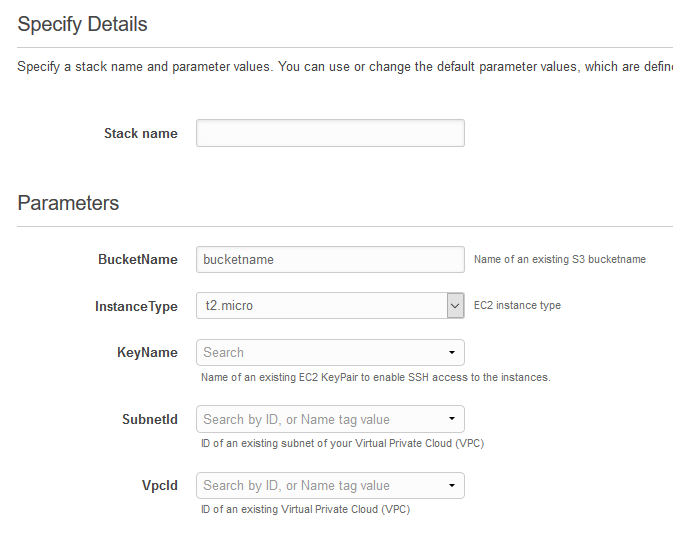 Specify Details
Specify a stack name and parameter values. You can use or change the default parameter values, which are define
Stack name
Parameters
BucketName bucketname Name of an existing S3 bucketname
InstanceType t2.micro EC2 instance type
KeyName Search
Name of an existing EC2 KeyPair to enable SSH access to the instances.
SubnetId Search by ID, or Name tag value
ID of an existing subnet of your Virtual Private Cloud (VPC)
VpcId Search by ID, or Name tag value
ID of an existing Virtual Private Cloud (VPC)